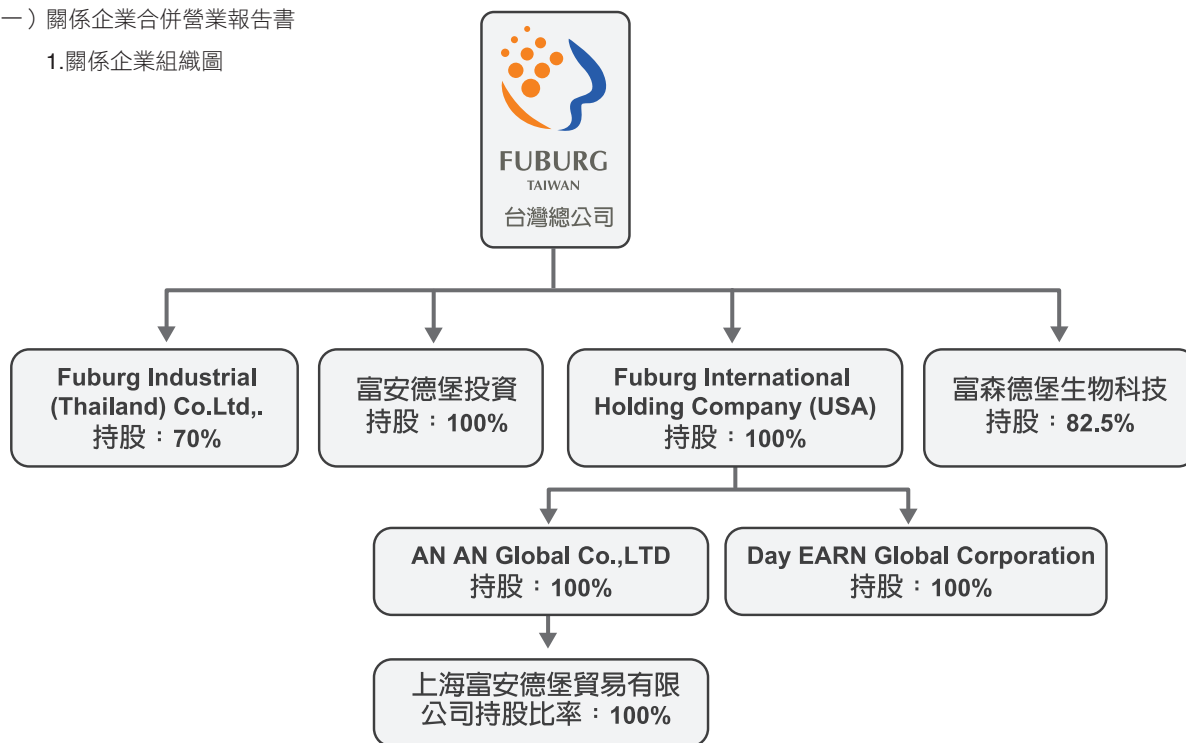 一）關係企業合併營業報告書
1.關係企業組織圖
FUBURG
TAIWAN
台灣總公司
Fuburg Industrial
(Thailand) Co.Ltd,.
持股：70%
富安德堡投資
持股：100%
Fuburg International
Holding Company (USA)
持股：100%
富森德堡生物科技
持股：82.5%
AN AN Global Co.,LTD
持股：100%
Day EARN Global Corporation
持股：100%
上海富安德堡貿易有限
公司持股比率：100%